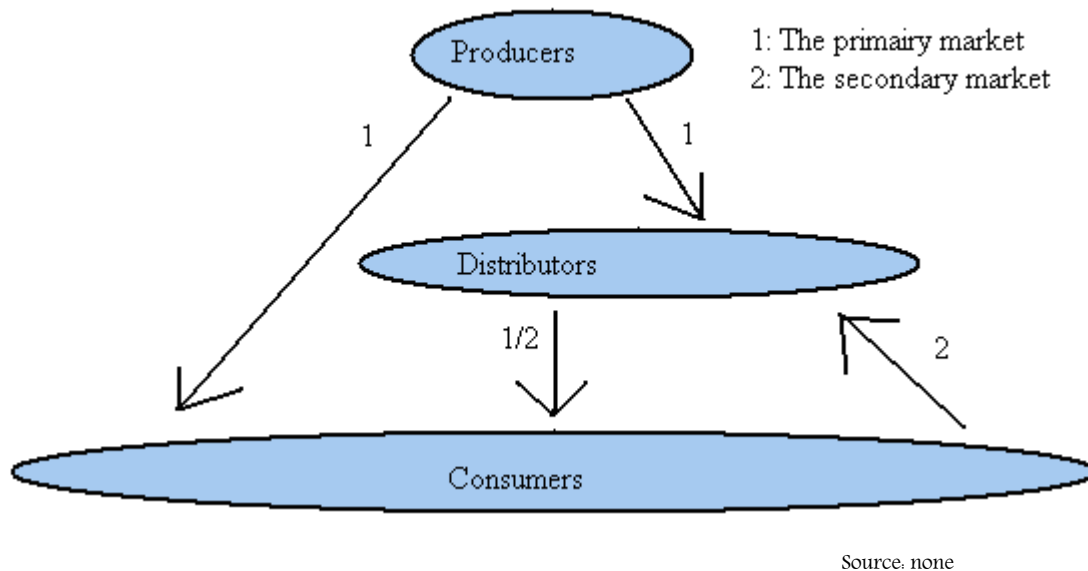 Producers
1: The primairy market
2: The secondary market
1
1
Distributors
1/2
2
Consumers
Source: none